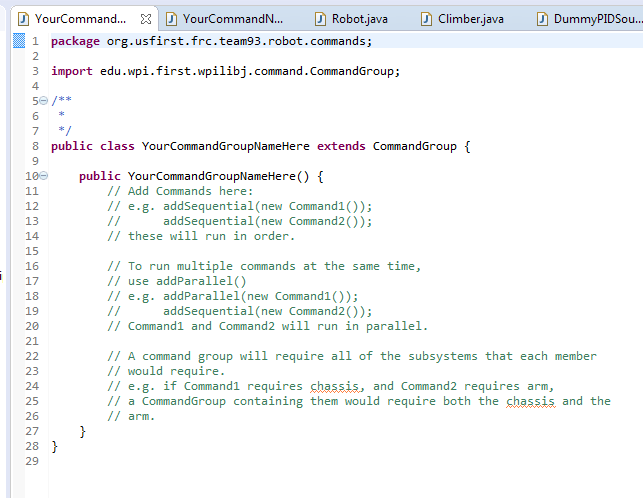 YourCommand... YourCommandN... Robot.java Climber.java DummyPIDSou...
1 package org.usfirst.frc.team93.robot.commands;
2
3 import edu.wpi.first.wpilibj.command.CommandGroup;
4
5 /**
6  *
7  */
8 public class YourCommandGroupNameHere extends CommandGroup {
9
10     public YourCommandGroupNameHere() {
11         // Add Commands here:
12         // e.g. addSequential(new Command1());
13         //      addSequential(new Command2());
14         // these will run in order.
15
16         // To run multiple commands at the same time,
17         // use addParallel()
18         // e.g. addParallel(new Command1());
19         //      addSequential(new Command2());
20         // Command1 and Command2 will run in parallel.
21
22         // A command group will require all of the subsystems that each member
23         // would require.
24         // e.g. if Command1 requires chassis, and Command2 requires arm,
25         // a CommandGroup containing them would require both the chassis and the
26         // arm.
27     }
28 }
29